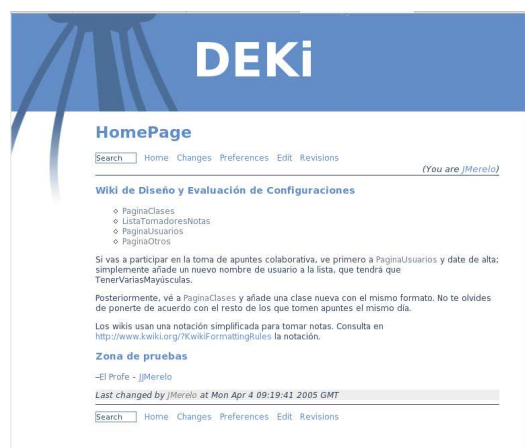 DEKi
HomePage
Search Home Changes Preferences Edit Revisions
(You are JMerelo)
Wiki de Diseño y Evaluación de Configuraciones
PaginaClases
ListaTomadoresNotas
PaginaUsuarios
PaginaOtros
Si vas a participar en la toma de apuntes colaborativa, ve primero a PaginaUsuarios y date de alta;
simplemente añade un nuevo nombre de usuario a la lista, que tendrá que
TenerVariasMayúsculas.
Posteriormente, vé a PaginaClases y añade una clase nueva con el mismo formato. No te olvides
de ponerte de acuerdo con el resto de los que tomen apuntes el mismo día.
Los wikis usan una notación simplificada para tomar notas. Consulta en
http://www.kwiki.org/?KwikiFormattingRules la notación.
Zona de pruebas
–El Profe - JJMerelo
Last changed by JMerelo at Mon Apr 4 09:19:41 2005 GMT
Search Home Changes Preferences Edit Revisions